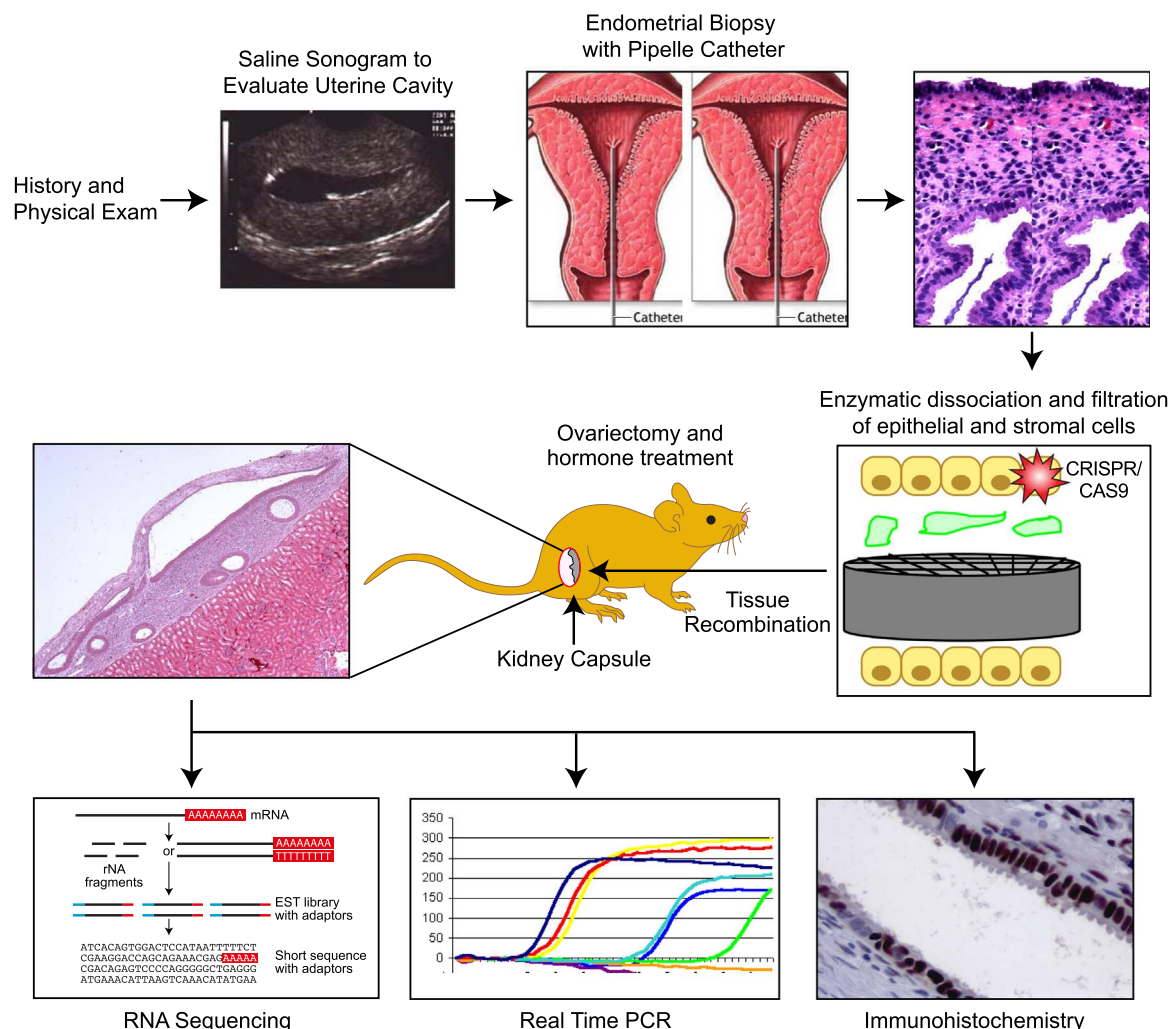 Endometrial Biopsy
with Pipelle Catheter
Saline Sonogram to
Evaluate Uterine Cavity
History and
Physical Exam
Catheter
Catheter
Enzymatic dissociation and filtration
of epithelial and stromal cells
CRISPR/
CAS9
Ovariectomy and
hormone treatment
Tissue
Recombination
Kidney Capsule
AAAAAAAA mRNA
AAAAAAAA
or
TTTTTTTTT
rNA
fragments
EST library
with adaptors
ATCACAGTGGACTCCATAATTTTTCT
CGAAGGACCAGCAGAAACGAGAAAAA
CGACAGAGTCCCCAGGGGGCTGAGGG
ATGAAACATTAAGTCAAACATATGAA
Short sequence
with adaptors
RNA Sequencing
350
300
250
200
150
100
50
0
Real Time PCR
Immunohistochemistry